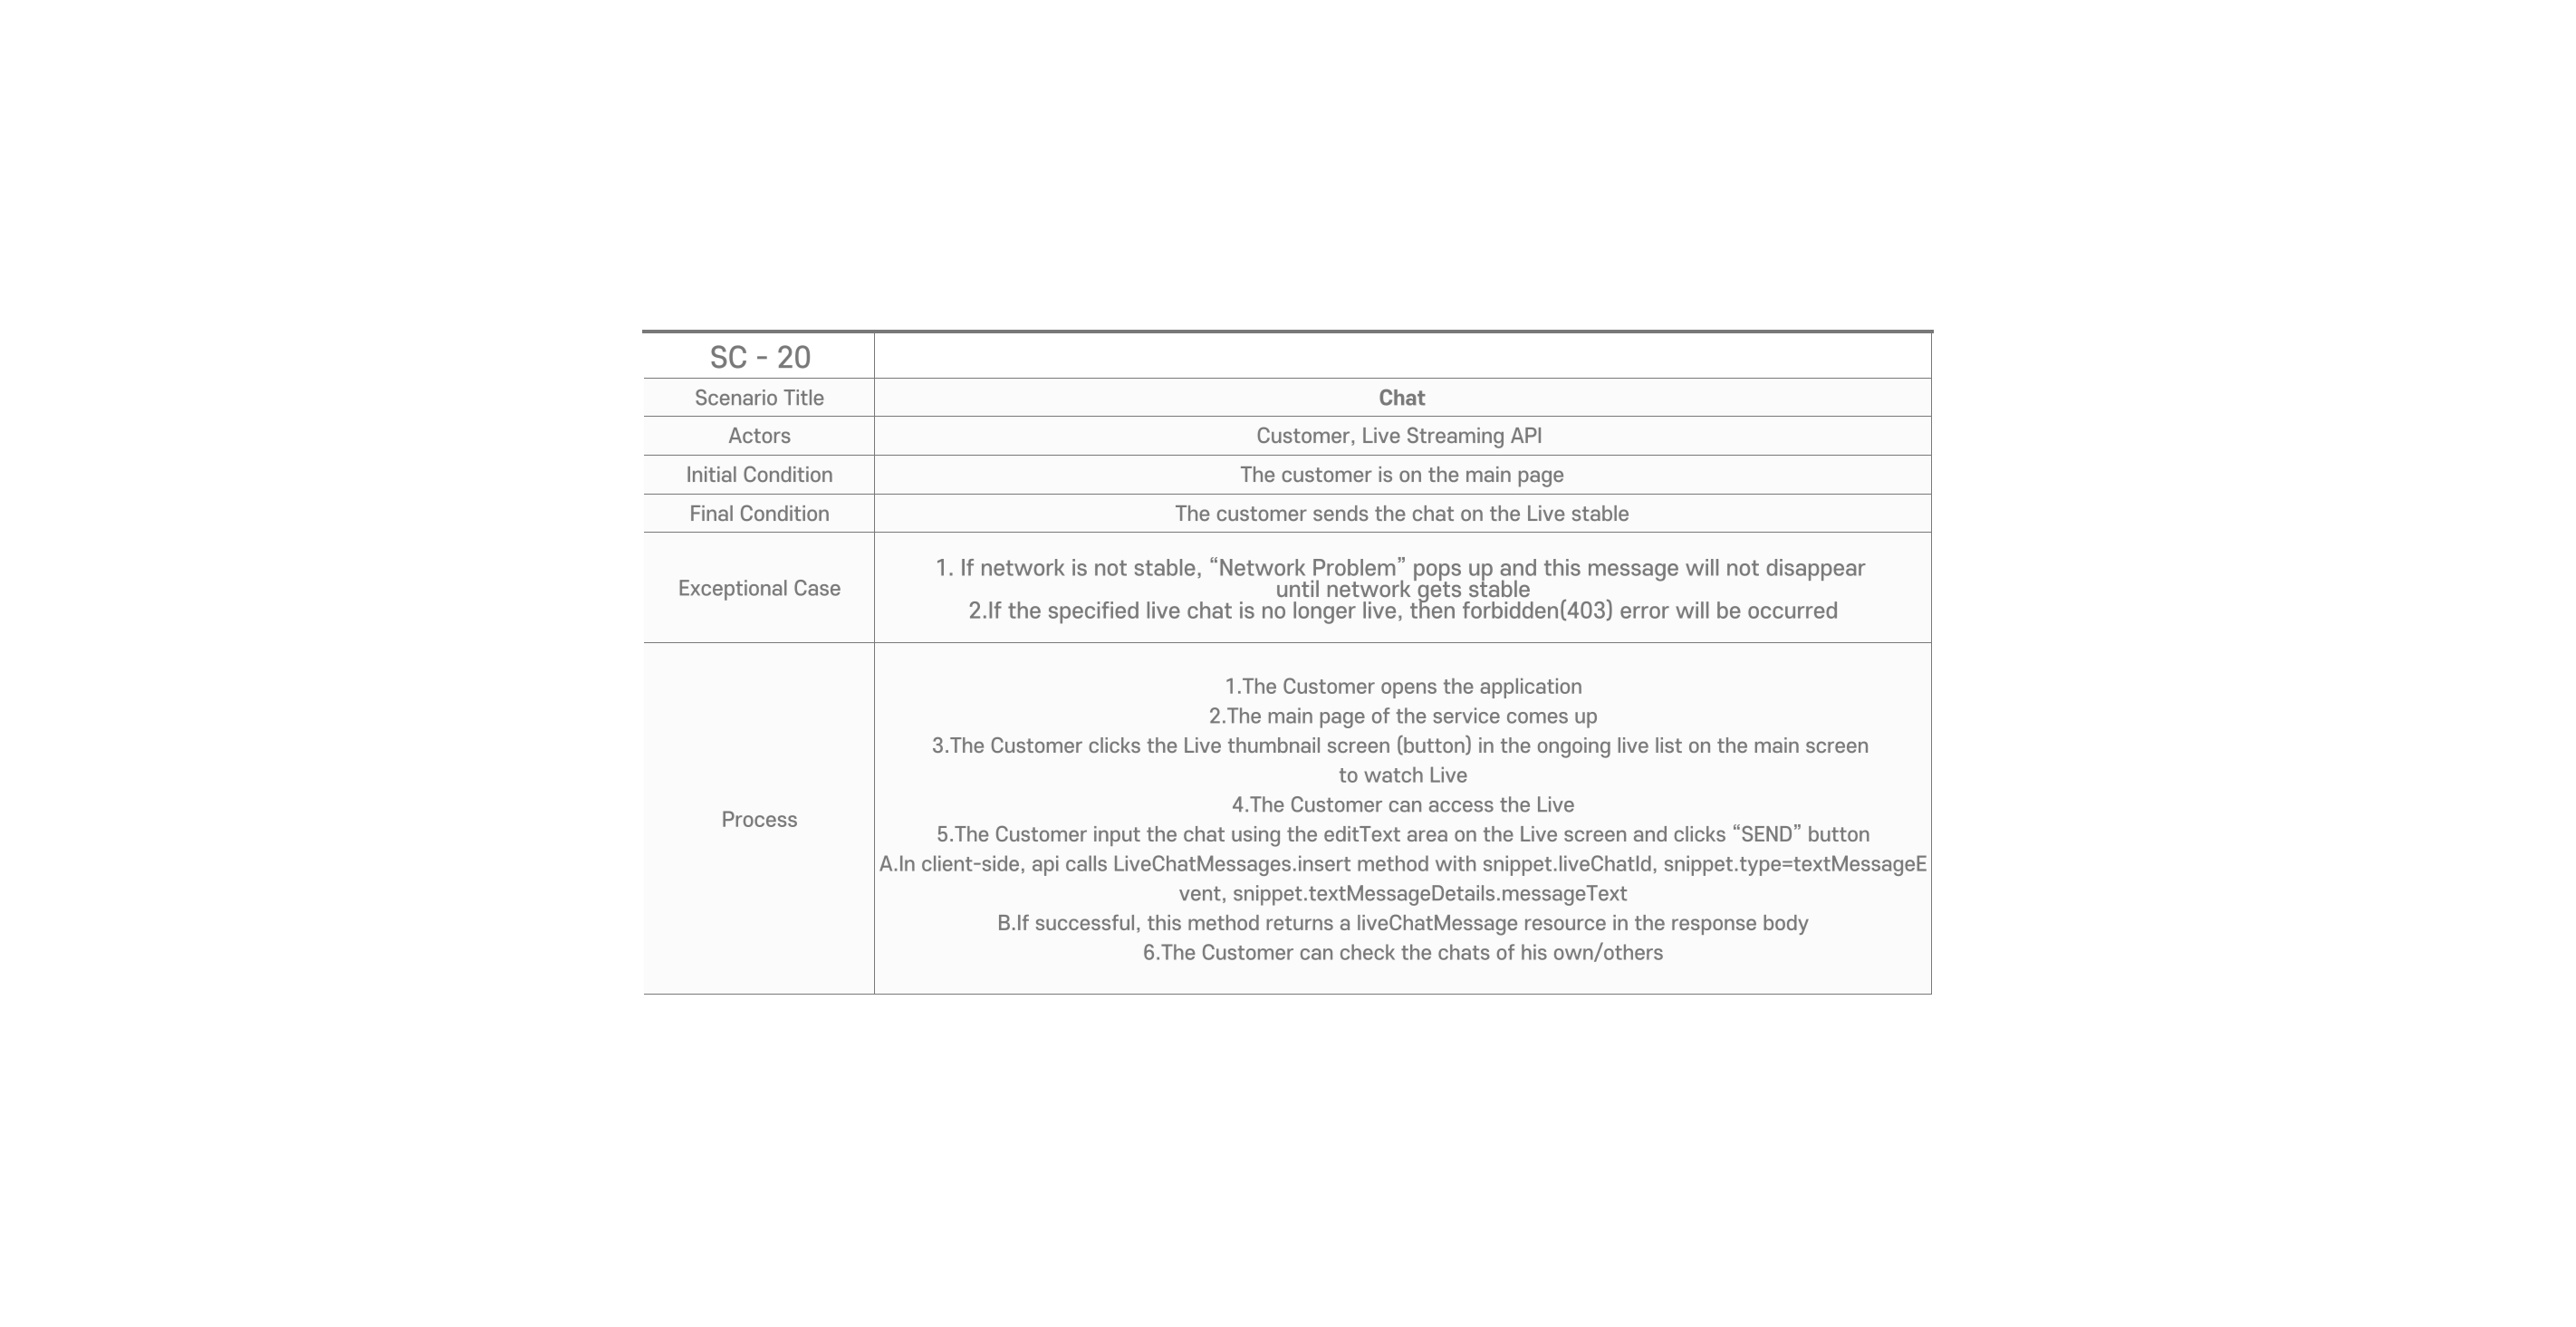 SC - 20
Scenario Title
Chat
Actors
Customer, Live Streaming API
Initial Condition
The customer is on the main page
Final Condition
The customer sends the chat on the Live stable
Exceptional Case
1. If network is not stable, “Network Problem” pops up and this message will not disappear
until network gets stable
2.If the specified live chat is no longer live, then forbidden(403) error will be occurred
Process
1.The Customer opens the application
2.The main page of the service comes up
3.The Customer clicks the Live thumbnail screen (button) in the ongoing live list on the main screen
to watch Live
4.The Customer can access the Live
5.The Customer input the chat using the editText area on the Live screen and clicks “SEND” button
A.In client-side, api calls LiveChatMessages.insert method with snippet.liveChatId, snippet.type=textMessageE
vent, snippet.textMessageDetails.messageText
B.If successful, this method returns a liveChatMessage resource in the response body
6.The Customer can check the chats of his own/others